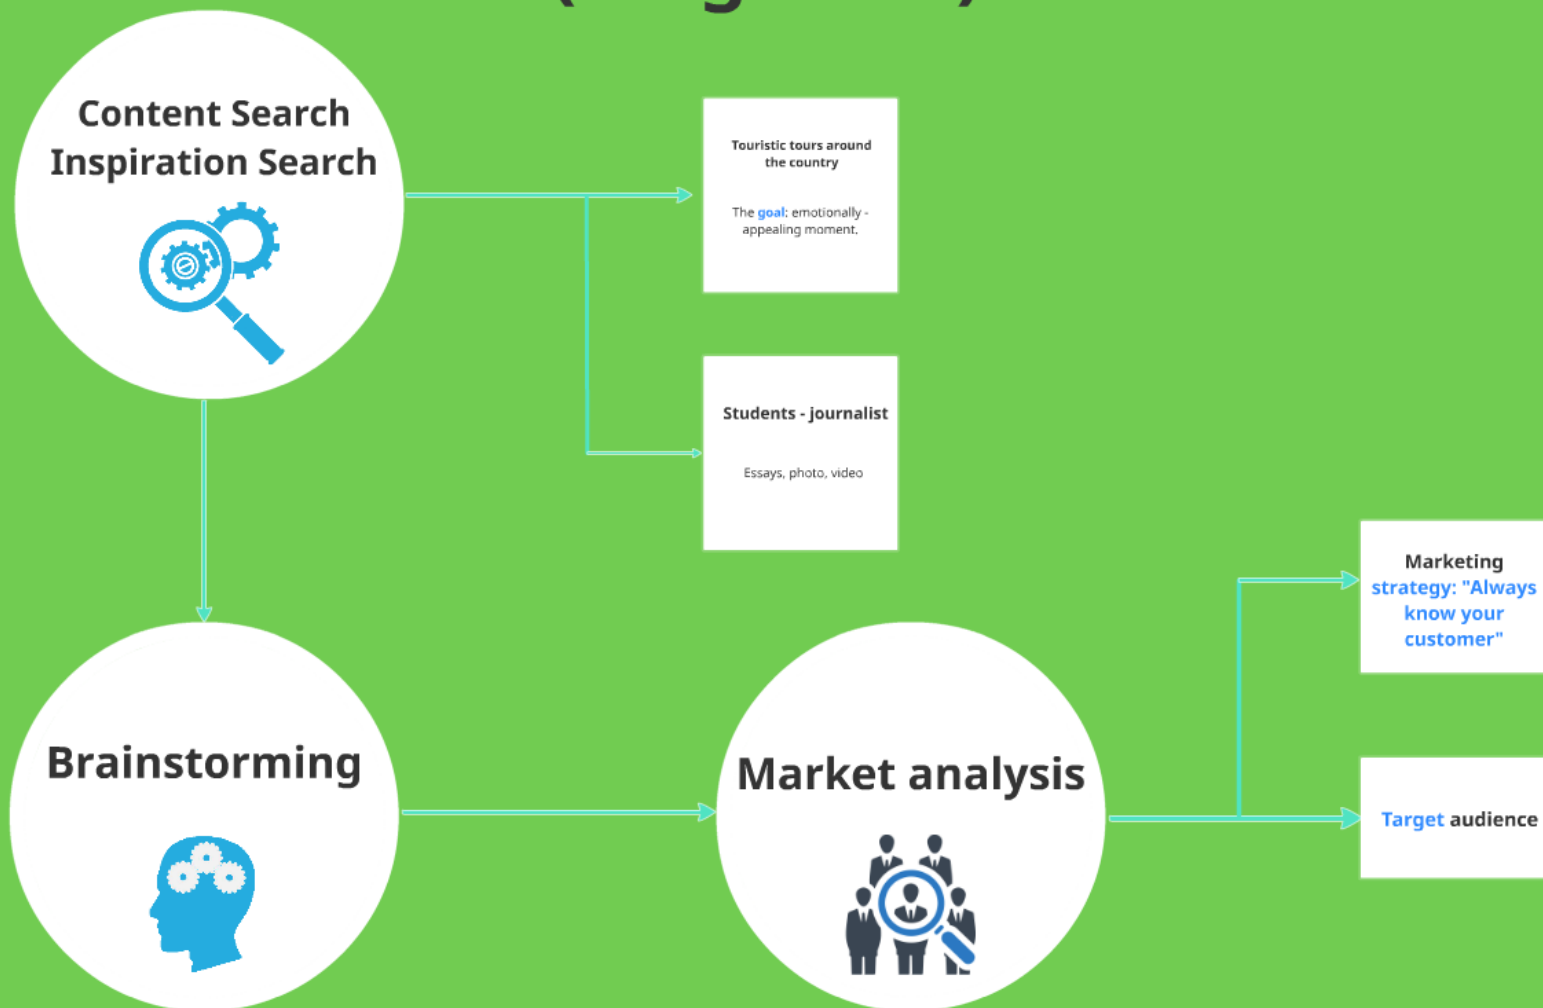 Content Search
Inspiration Search
Touristic tours around
the country
The goal: emotionally -
appealing moment.
Students - journalist
Essays, photo, video
Marketing
strategy: "Always
know your
customer"
Brainstorming
Market analysis
Target audience